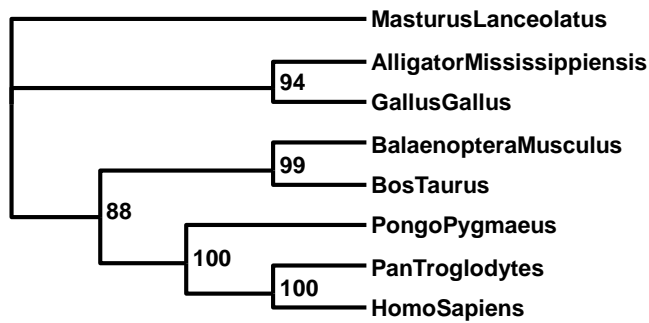 MasturusLanceolatus
AlligatorMississippiensis
94
GallusGallus
BalaenopteraMusculus
99
BosTaurus
88
PongoPygmaeus
100
PanTroglodytes
100
HomoSapiens